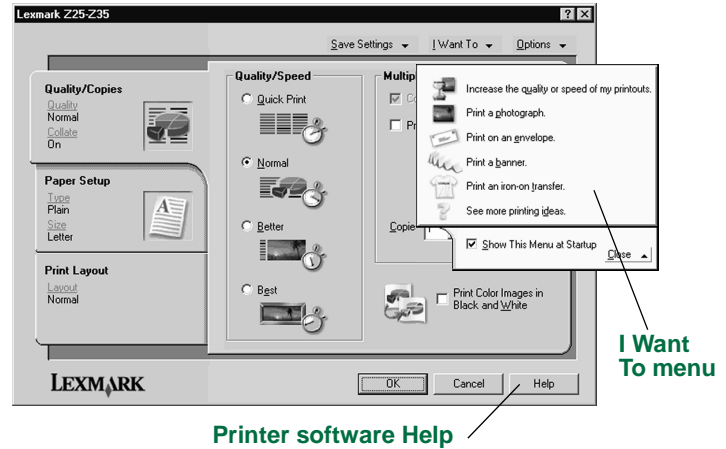 Lexmark Z25-Z35
Save Settings
I Want To
Options
Quality/Copies
Quality
Normal
Collate
On
Paper Setup
Type
Plain
Size
Letter
Print Layout
Layout
Normal
Quality/Speed
Quick Print
Normal
Better
Best
Multip
Pr
Copie
Increase the quality or speed of my printouts.
Print a photograph.
Print on an envelope.
Print a banner.
Print an iron-on transfer.
See more printing ideas.
Show This Menu at Startup
Close
Print Color Images in
Black and White
LEXMARK
OK
Cancel
Help
I Want
To menu
Printer software Help